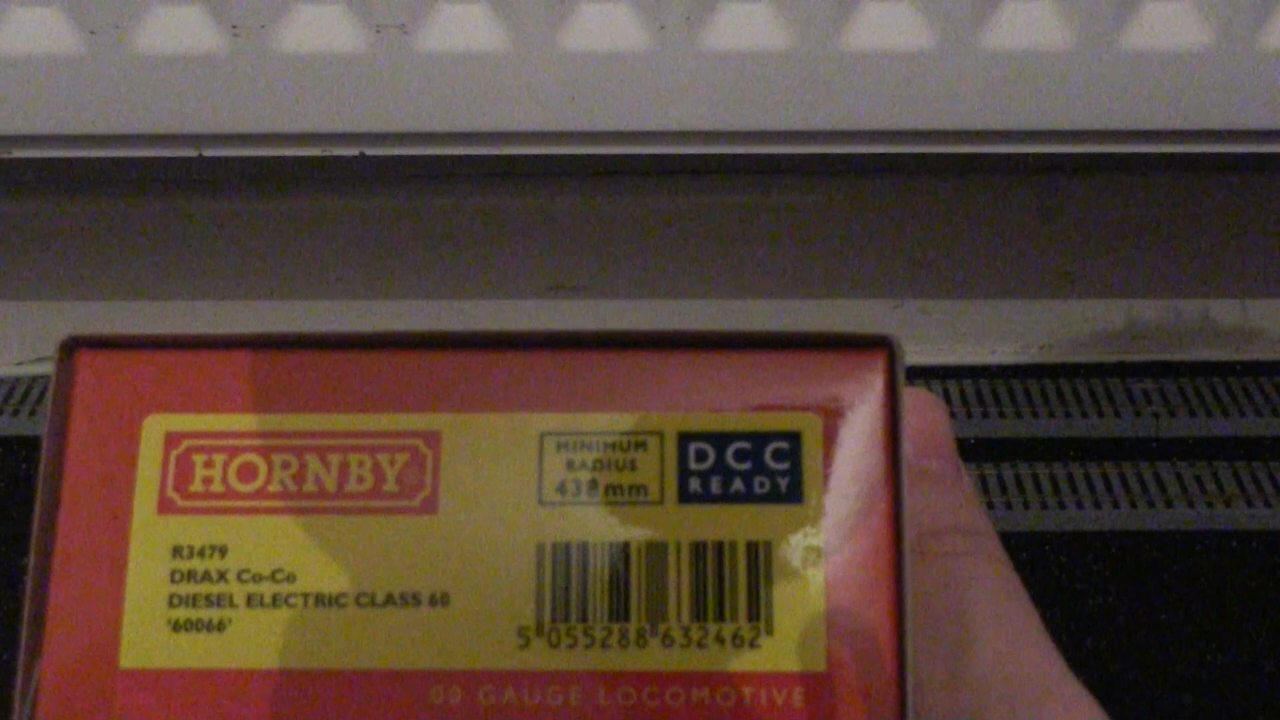 HORNBY
MINIMUM
RADIUS
438mm
DCC
READY
R3479
DRAX Co-Co
DIESEL ELECTRIC CLASS 60
'60066'
5 055288 632462
00 GAUGE LOCOMOTIVE